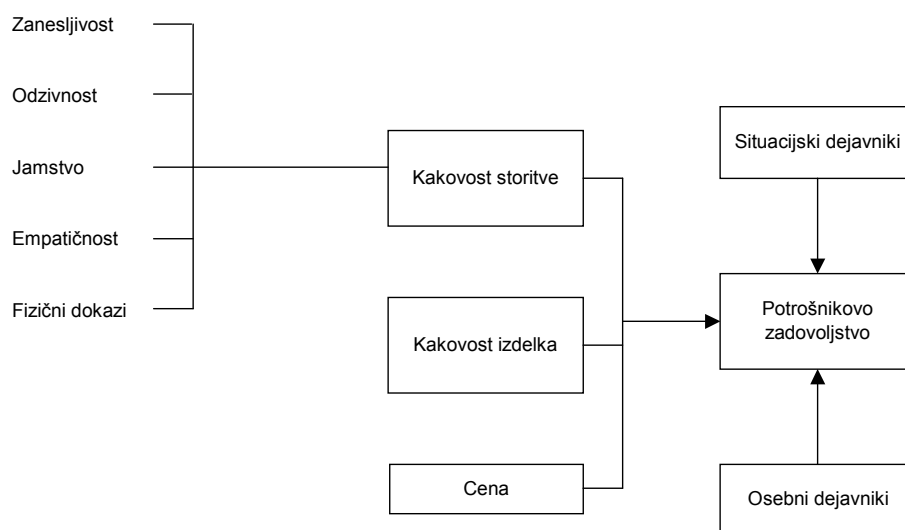 Zanesljivost
Odzivnost
Jamstvo
Empatičnost
Fizični dokazi
Kakovost storitve
Kakovost izdelka
Cena
Situacijski dejavniki
Potrošnikovo
zadovoljstvo
Osebni dejavniki